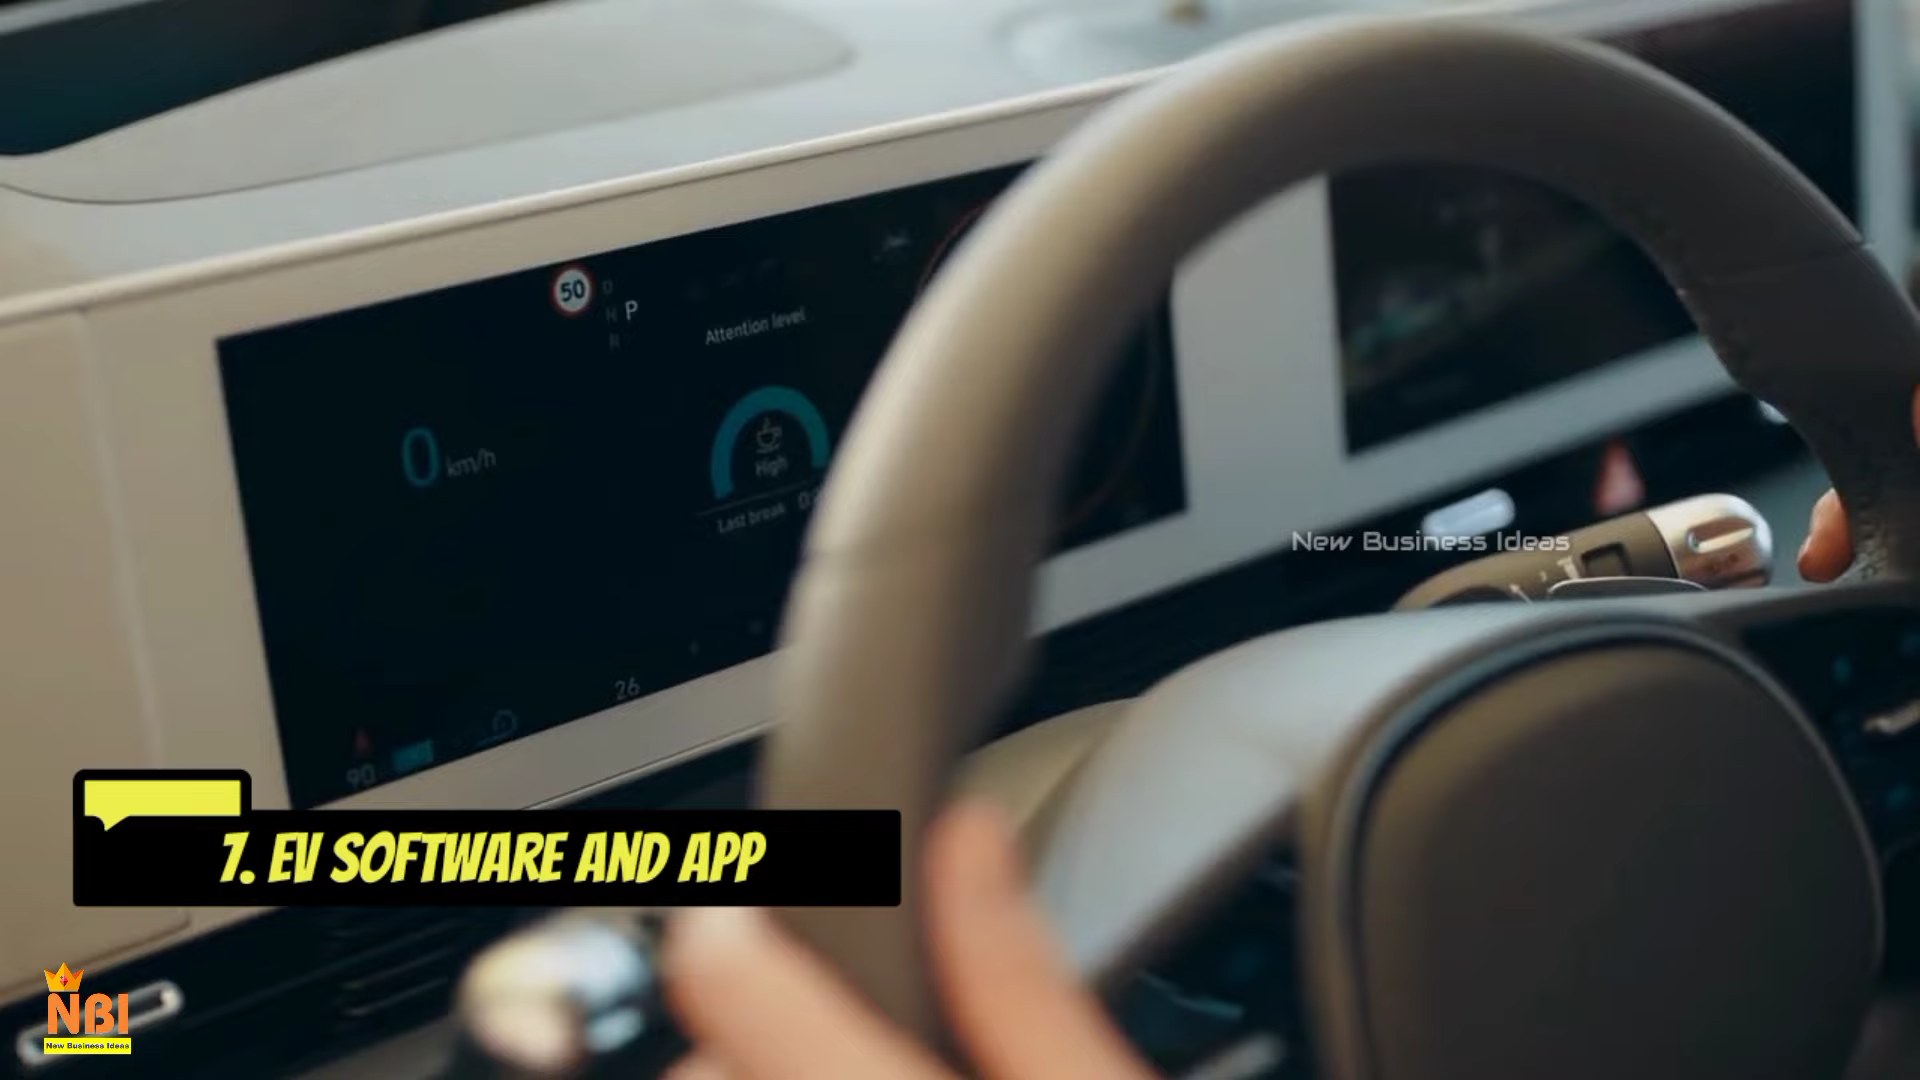 50
D
N P
R
Attention level
0 km/h
High
Last break
New Business Ideas
26
90
7. EV SOFTWARE AND APP
NBI
New Business Ideas